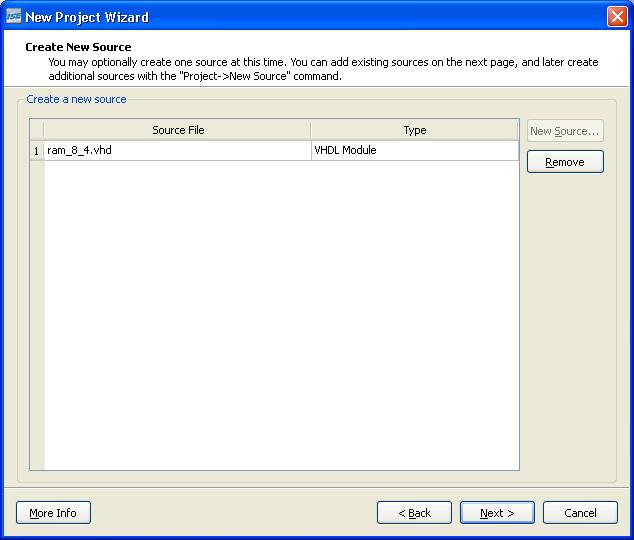 ISE New Project Wizard
Create New Source
You may optionally create one source at this time. You can add existing sources on the next page, and later create
additional sources with the "Project->New Source" command.
Create a new source
Source File Type
1 ram_8_4.vhd VHDL Module
New Source...
Remove
More Info < Back Next > Cancel